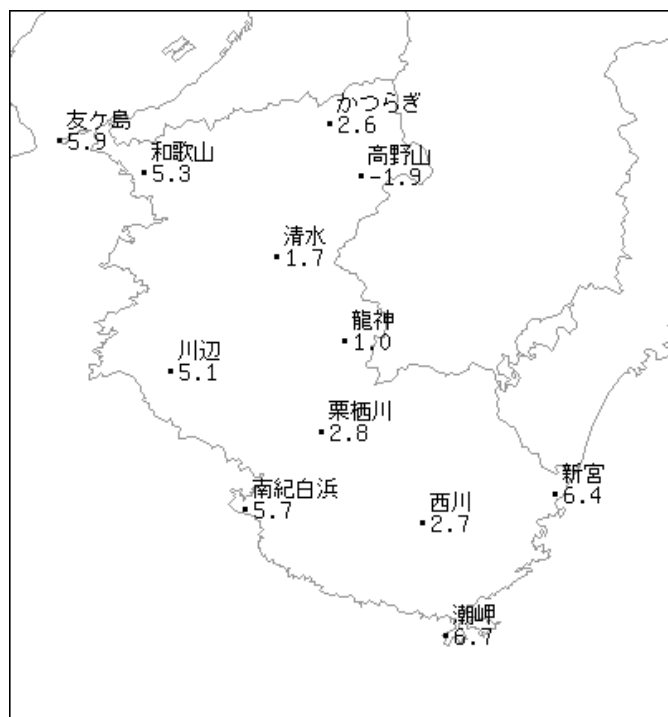 かつらぎ
2.6
友ケ島
5.9
和歌山
5.3
高野山
-1.9
清水
1.7
龍神
1.0
川辺
5.1
栗栖川
2.8
新宮
6.4
南紀白浜
5.7
西川
2.7
潮岬
6.7